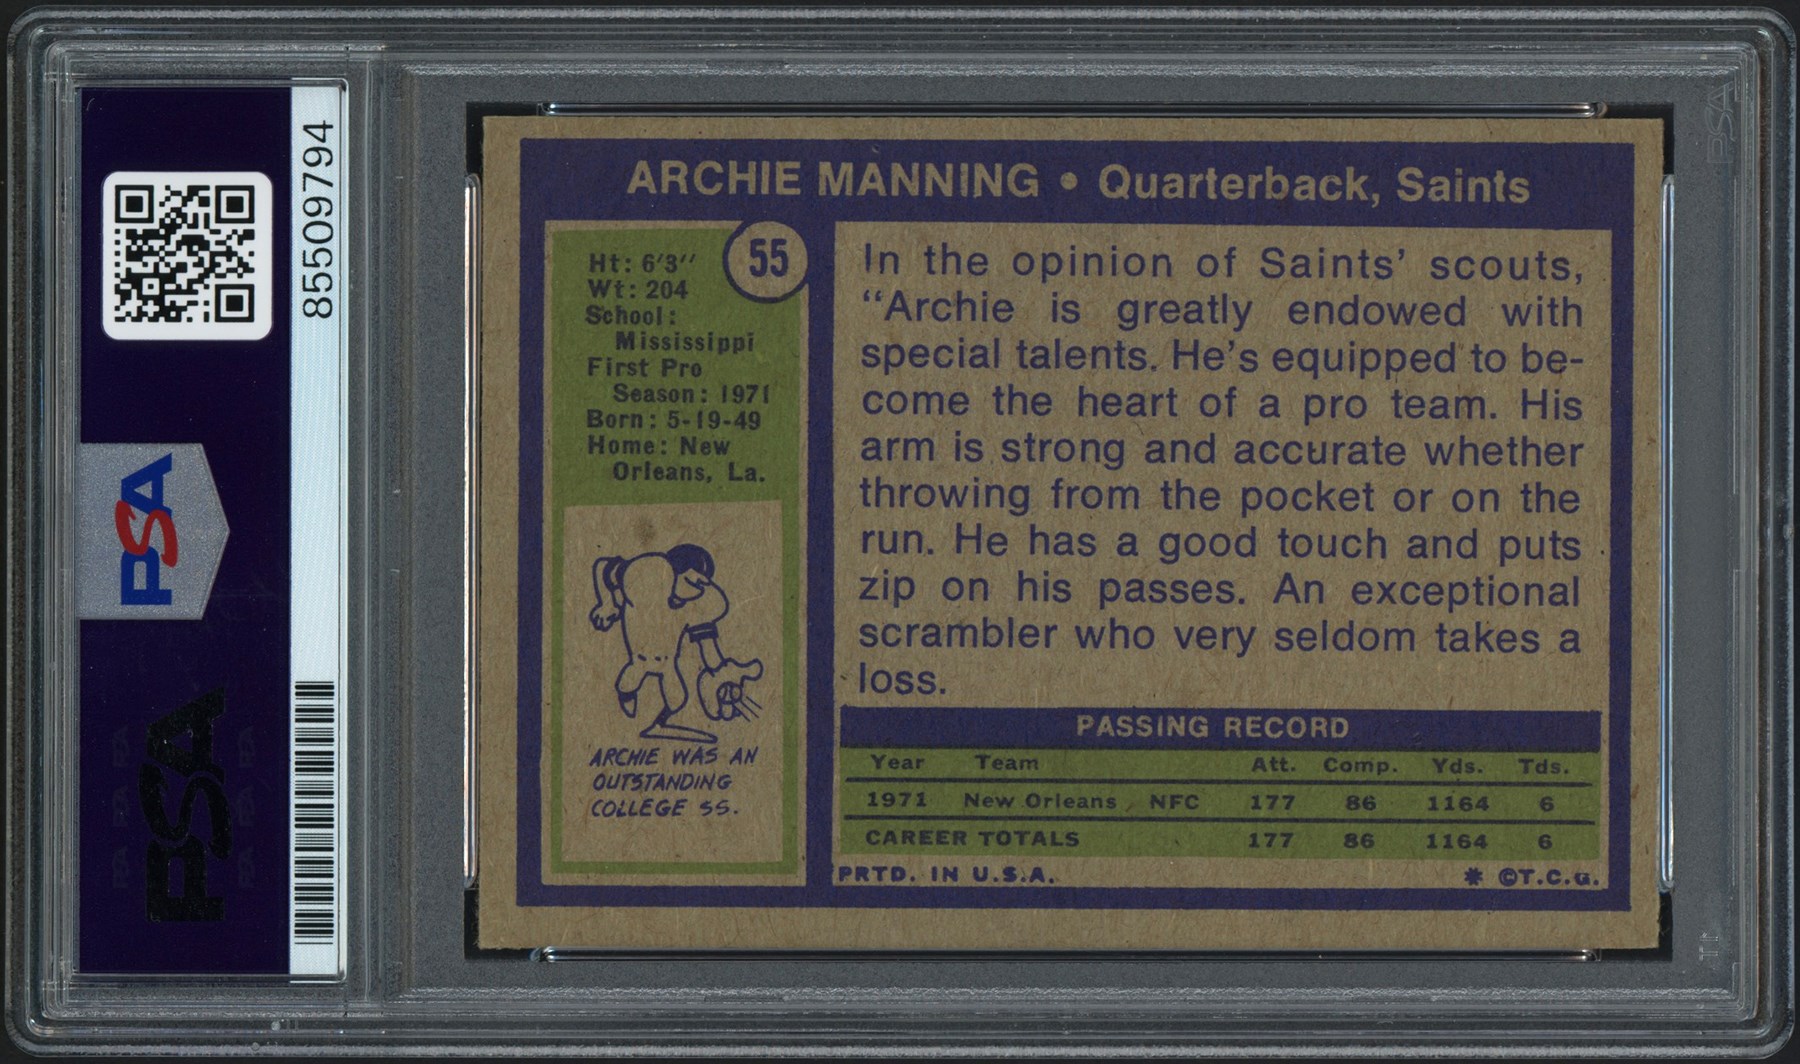 85509794
PSA
PSA
PSA
ARCHIE MANNING • Quarterback, Saints
55
Ht: 6'3''
Wt: 204
School:
Mississippi
First Pro
Season: 1971
Born: 5-19-49
Home: New
Orleans, La.
ARCHIE WAS AN
OUTSTANDING
COLLEGE SS.
In the opinion of Saints' scouts,
“Archie is greatly endowed with
special talents. He's equipped to be-
come the heart of a pro team. His
arm is strong and accurate whether
throwing from the pocket or on the
run. He has a good touch and puts
zip on his passes. An exceptional
scrambler who very seldom takes a
loss.
PASSING RECORD
Year Team Att. Comp. Yds. Tds.
1971 New Orleans NFC 177 86 1164 6
CAREER TOTALS 177 86 1164 6
PRTD. IN U.S.A. * ©T.C.G.